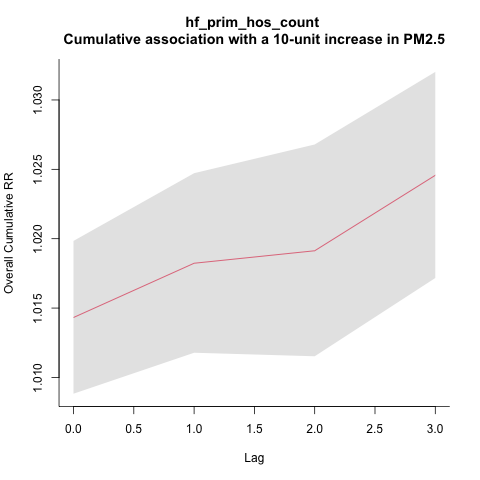 hf_prim_hos_count
Cumulative association with a 10-unit increase in PM2.5
Overall Cumulative RR
1.030
1.025
1.020
1.015
1.010
0.0 0.5 1.0 1.5 2.0 2.5 3.0
Lag